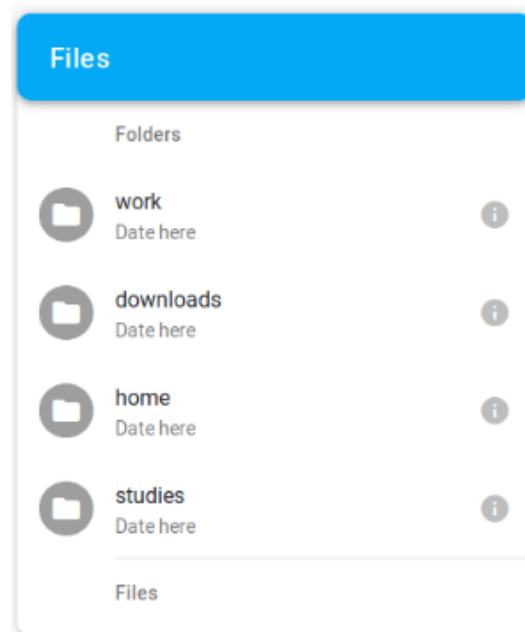 Files
Folders
work
Date here
downloads
Date here
home
Date here
studies
Date here
Files